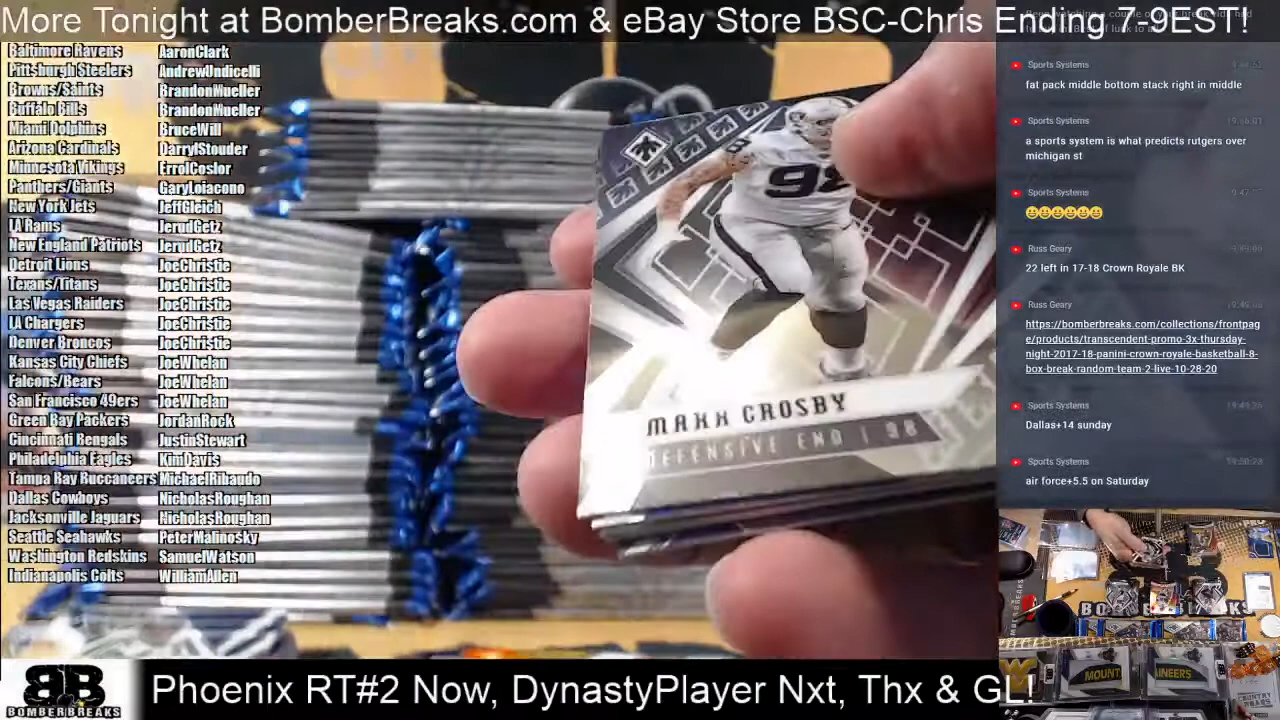 More Tonight at BomberBreaks.com & eBay Store BSC-Chris Ending 7-9EST!
Baltimore Ravens AaronClark
Pittsburgh Steelers AndrewUndicelli
Browns/Saints BrandonMueller
Buffalo Bills BrandonMueller
Miami Dolphins BruceWill
Arizona Cardinals DarrylStouder
MinnesotaVikings ErrolCoslor
Panthers/Giants GaryLoiacono
New York Jets JeffGleich
LA Rams JerudGetz
New England Patriots JerudGetz
Detroit Lions JoeChristie
Texans/Titans JoeChristie
Las Vegas Raiders JoeChristie
LA Chargers JoeChristie
Denver Broncos JoeChristie
Kansas City Chiefs JoeWhelan
Falcons/Bears JoeWhelan
San Francisco 49ers JoeWhelan
Green Bay Packers JordanRock
Cincinnati Bengals JustinStewart
Philadelphia Eagles KimDavis
Tampa Ray Buccaneers MichaelRibaudo
Dallas Cowboys NicholasRoughan
Jacksonville Jaguars NicholasRoughan
Seattle Seahawks PeterMalinosky
Washington Redskins SamuelWatson
Indianapolis Colts WilliamAllen
98
MAXX CROSBY
DEFENSIVE END | 98
Sports Systems
fat pack middle bottom stack right in middle
Sports Systems
a sports system is what predicts rutgers over
michigan st
Sports Systems
Russ Geary
22 left in 17-18 Crown Royale BK
Russ Geary
https://bomberbreaks.com/collections/frontpag
e/products/transcendent-promo-3x-thursday-
night-2017-18-panini-crown-royale-basketball-8-
box-break-random-team-2-live-10-28-20
Sports Systems
Dallas+14 sunday
Sports Systems
air force+5.5 on Saturday
MOUNT
AINEERS
BOMBERBREAKS
Phoenix RT#2 Now, DynastyPlayer Nxt, Thx & GL!